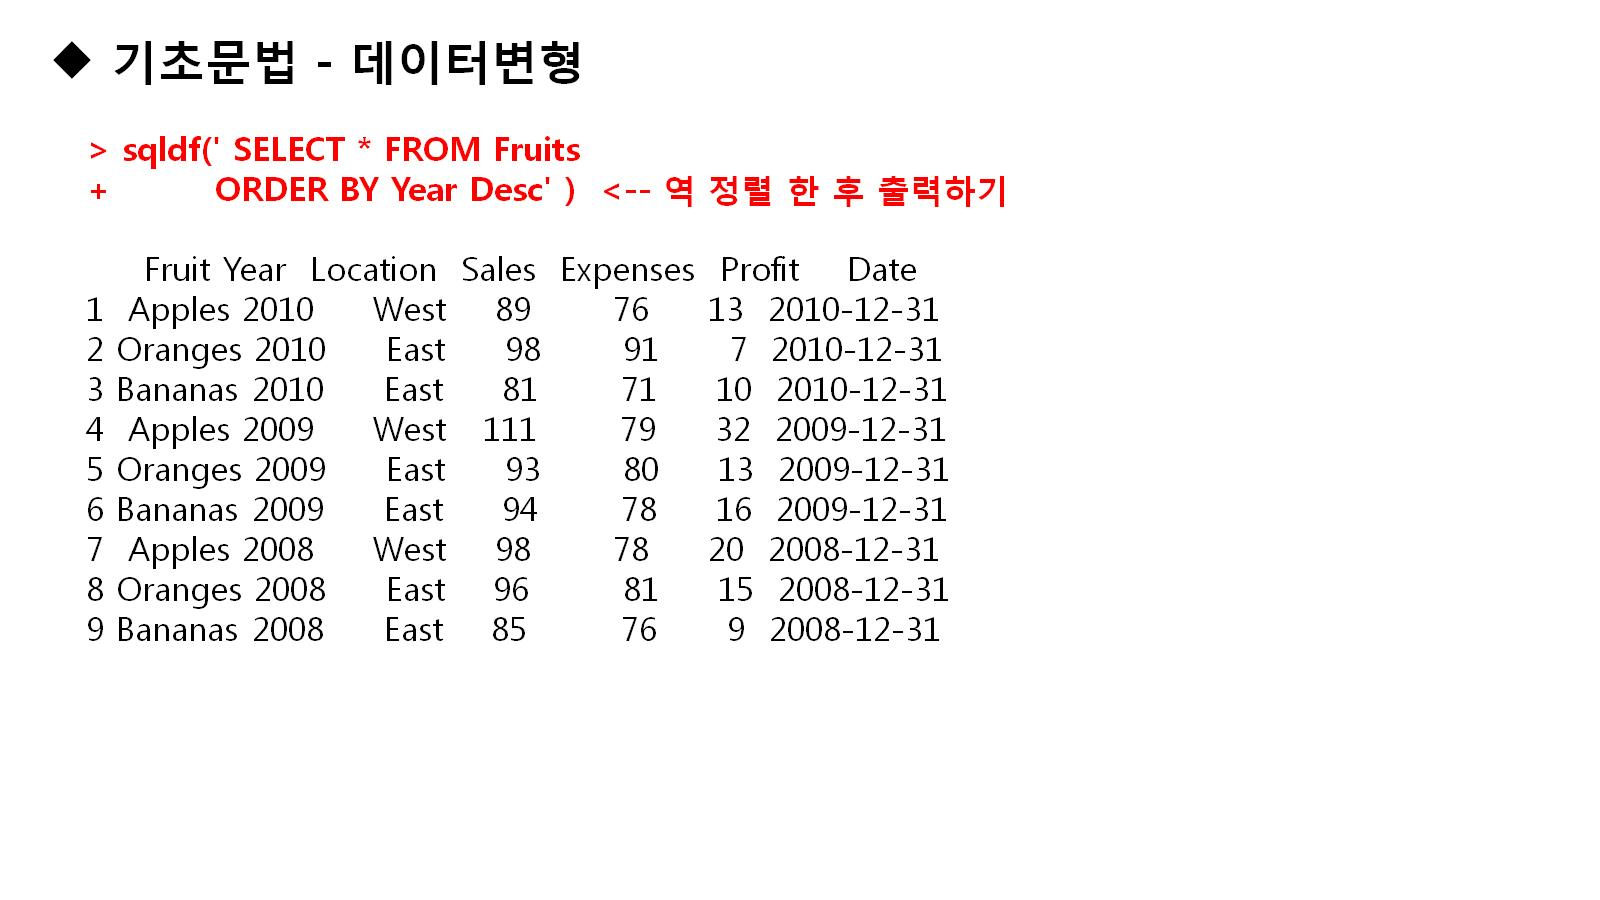 ◆ 기초문법 - 데이터변형
> sqldf(' SELECT * FROM Fruits
+ ORDER BY Year Desc' ) <-- 역 정렬 한 후 출력하기
Fruit Year Location Sales Expenses Profit Date
1 Apples 2010 West 89 76 13 2010-12-31
2 Oranges 2010 East 98 91 7 2010-12-31
3 Bananas 2010 East 81 71 10 2010-12-31
4 Apples 2009 West 111 79 32 2009-12-31
5 Oranges 2009 East 93 80 13 2009-12-31
6 Bananas 2009 East 94 78 16 2009-12-31
7 Apples 2008 West 98 78 20 2008-12-31
8 Oranges 2008 East 96 81 15 2008-12-31
9 Bananas 2008 East 85 76 9 2008-12-31